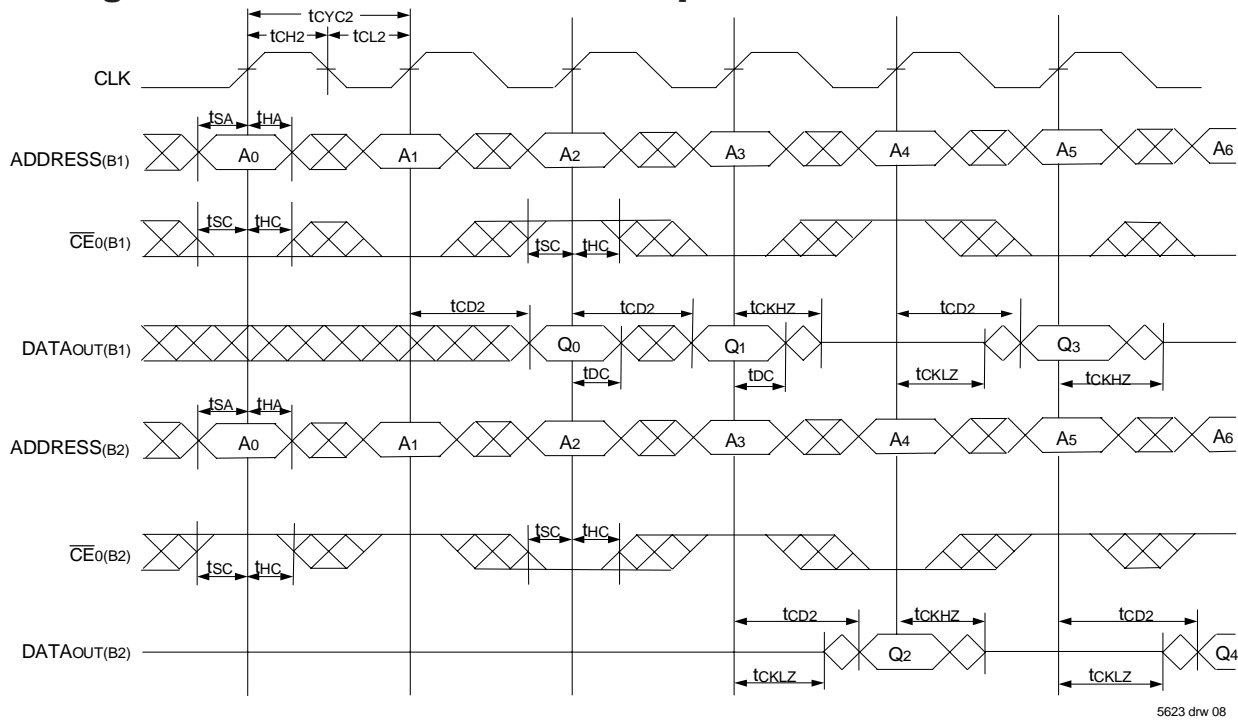 tCYC2
tCH2 tCL2
CLK
tSA tHA
ADDRESS(B1) A0 A1 A2 A3 A4 A5 A6
tSC tHC
CE0(B1)
tSC tHC
tCD2 tCD2 tCKHZ tCD2
DATAOUT(B1) Q0 Q1 Q3
tDC tDC tCKLZ tCKHZ
tSA tHA
ADDRESS(B2) A0 A1 A2 A3 A4 A5 A6
tSC tHC
CE0(B2)
tSC tHC
tCD2 tCKHZ tCD2
DATAOUT(B2) Q2 Q4
tCKLZ tCKLZ
5623 drw 08